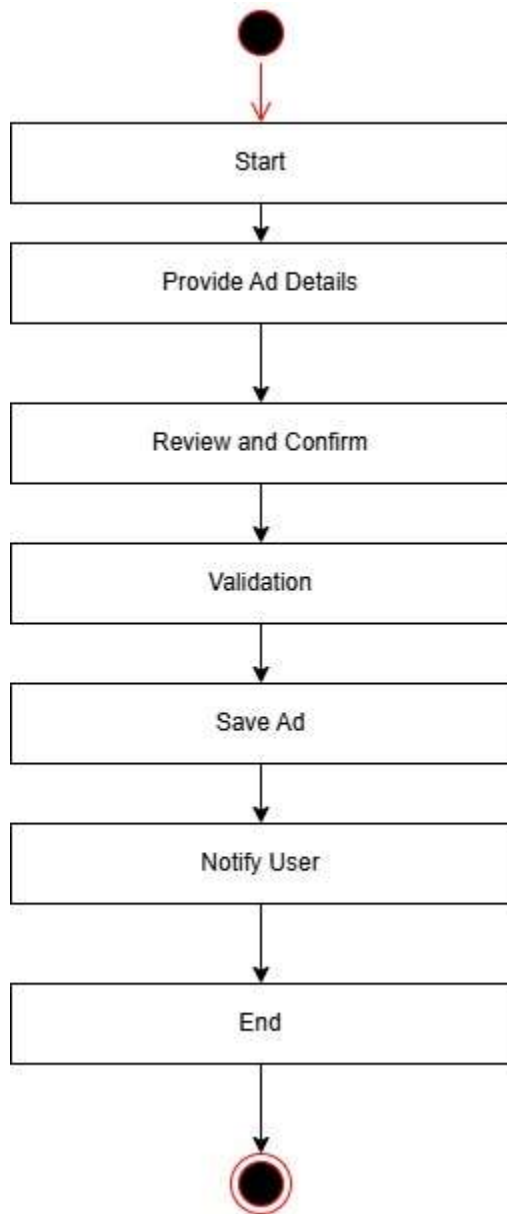 Start
Provide Ad Details
Review and Confirm
Validation
Save Ad
Notify User
End